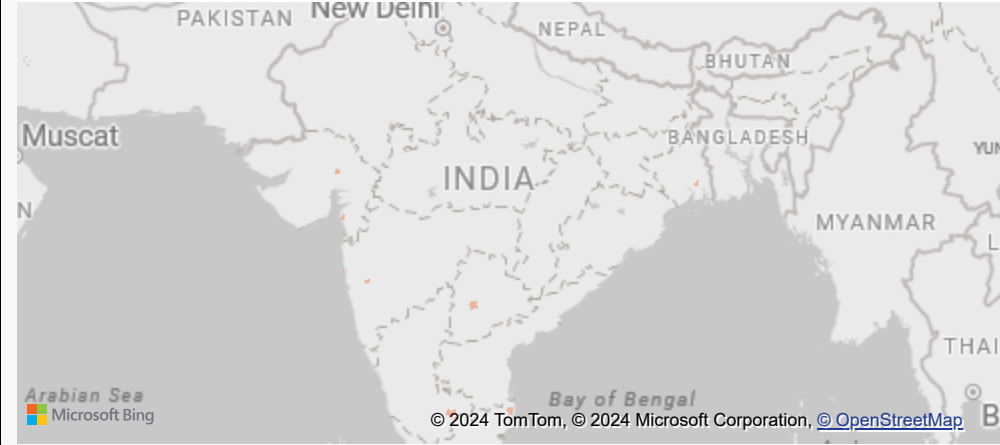 New Delhi
PAKISTAN
NEPAL
BHUTAN
Muscat
BANGLADESH
YUN
INDIA
N
MYANMAR
L
THAI
Arabian Sea
Bay of Bengal
B
Microsoft Bing
© 2024 TomTom, © 2024 Microsoft Corporation, © OpenStreetMap